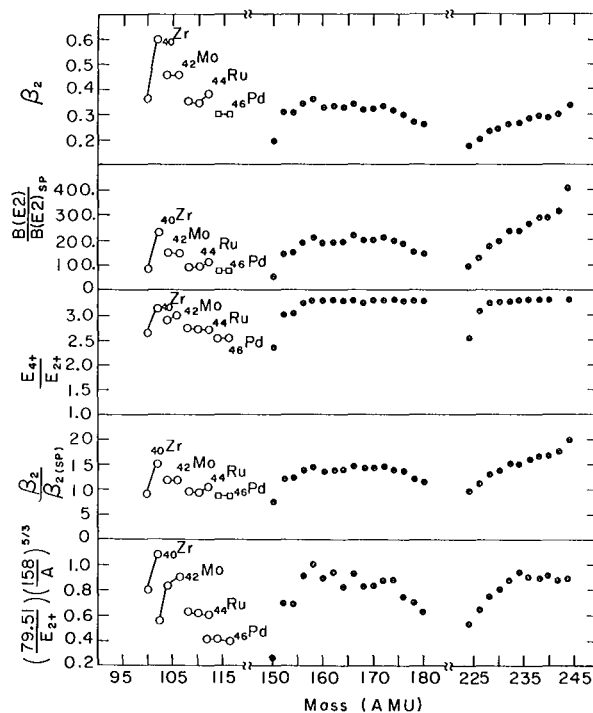 0.6
0.5
0.4
0.3
0.2
β₂
₄₀Zr
₄₂Mo
₄₄Ru
₄₆Pd
400.
300.
200.
100.
0
B(E2)
B(E2)SP
₄₀Zr
₄₂Mo
₄₄Ru
₄₆Pd
3.0
2.5
2.0
1.5
1.0
E₄₊
E₂₊
Zr
₄₂Mo
₄₄Ru
₄₆Pd
20
15
10
5
0
β₂
β₂(SP)
₄₀Zr
₄₂Mo
₄₄Ru
₄₆Pd
1.0
0.8
0.6
0.4
0.2
(79.51/E₂₊)(158/A)^5/3
₄₀Zr
₄₂Mo
₄₄Ru
₄₆Pd
95 105 115 150 160 170 180 225 235 245
Mass (AMU)